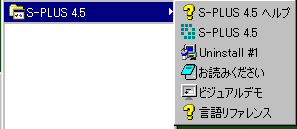 S-PLUS 4.5
S-PLUS 4.5 ヘルプ
S-PLUS 4.5
Uninstall #1
お読みください
ビジュアルデモ
言語リファレンス